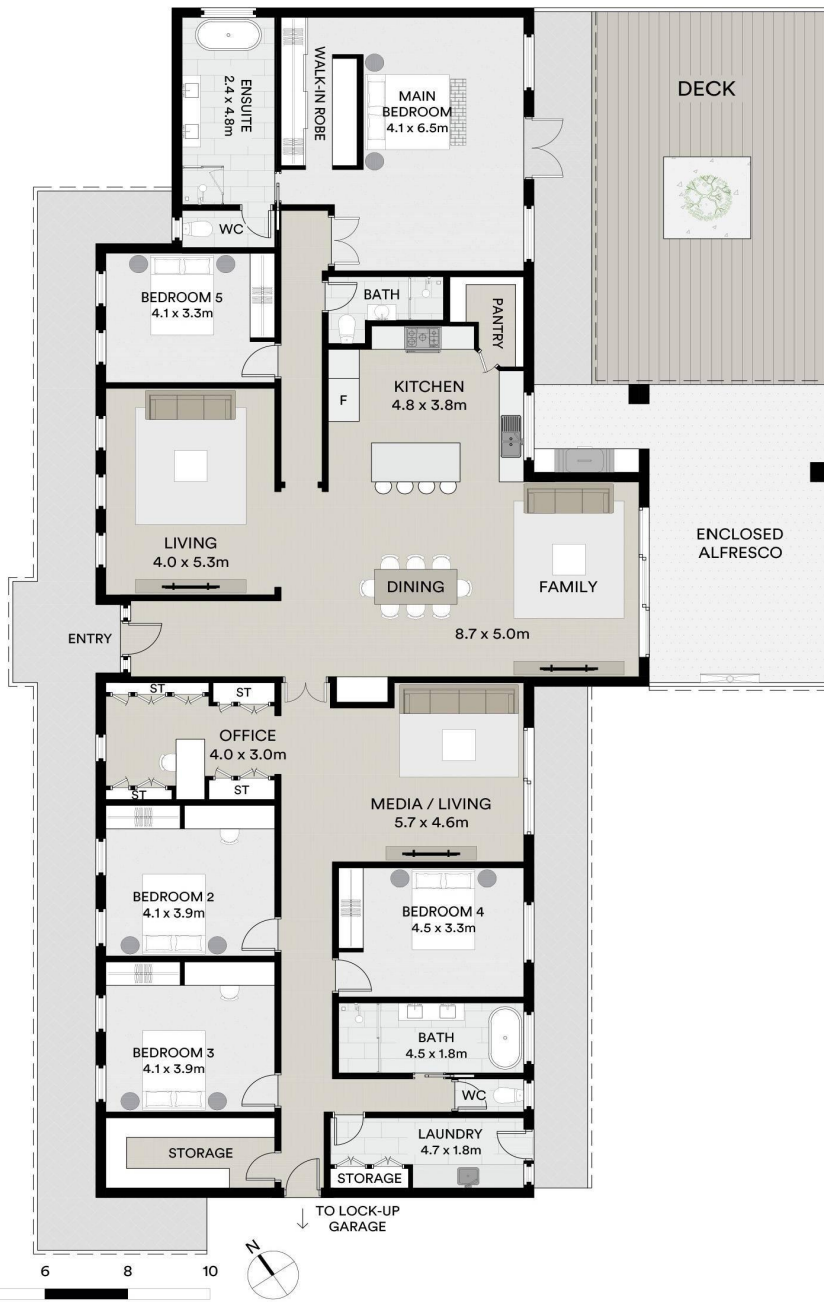 ENSUITE
2.4 x 4.8m
WALK-IN ROBE
MAIN
BEDROOM
4.1 x 6.5m
DECK
WC
BEDROOM 5
4.1 x 3.3m
BATH
PANTRY
KITCHEN
4.8 x 3.8m
F
LIVING
4.0 x 5.3m
DINING
FAMILY
8.7 x 5.0m
ENCLOSED
ALFRESCO
ENTRY
ST
ST
OFFICE
4.0 x 3.0m
ST
ST
MEDIA / LIVING
5.7 x 4.6m
BEDROOM 2
4.1 x 3.9m
BEDROOM 4
4.5 x 3.3m
BEDROOM 3
4.1 x 3.9m
BATH
4.5 x 1.8m
WC
STORAGE
LAUNDRY
4.7 x 1.8m
STORAGE
TO LOCK-UP
GARAGE
N
6 8 10